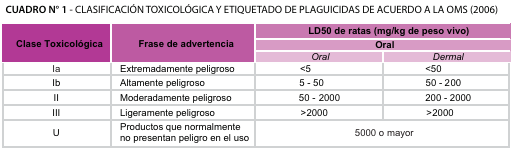 CUADRO N° 1 - CLASIFICACIÓN TOXICOLÓGICA Y ETIQUETADO DE PLAGUICIDAS DE ACUERDO A LA OMS (2006)
Clase Toxicológica Frase de advertencia LD50 de ratas (mg/kg de peso vivo)
Oral
Oral Dermal
Ia Extremadamente peligroso <5 <50
Ib Altamente peligroso 5 - 50 50 - 200
II Moderadamente peligroso 50 - 2000 200 - 2000
III Ligeramente peligroso >2000 >2000
U Productos que normalmente no presentan peligro en el uso 5000 o mayor